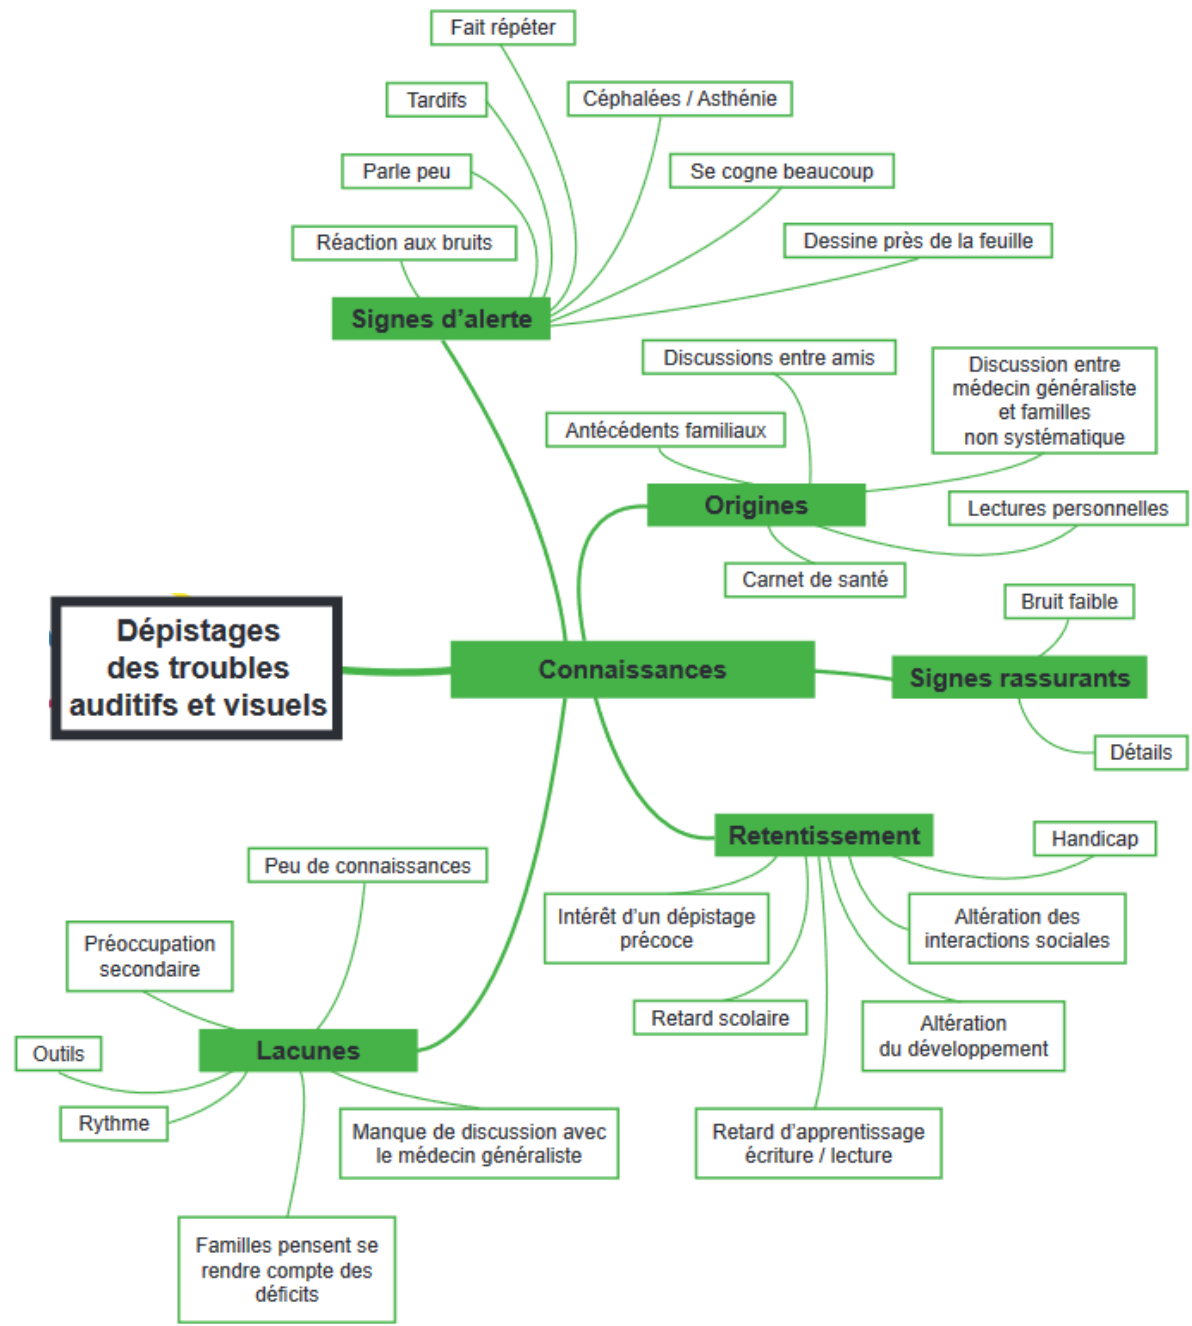 Fait répéter
Tardifs
Céphalées / Asthénie
Parle peu
Se cogne beaucoup
Réaction aux bruits
Dessine près de la feuille
Signes d’alerte
Discussions entre amis
Discussion entre
médecin généraliste
et familles
non systématique
Antécédents familiaux
Origines
Lectures personnelles
Carnet de santé
Bruit faible
Dépistages
des troubles
auditifs et visuels
Connaissances
Signes rassurants
Détails
Retentissement
Handicap
Peu de connaissances
Intérêt d’un dépistage
précoce
Altération des
interactions sociales
Préoccupation
secondaire
Retard scolaire
Altération
du développement
Lacunes
Outils
Rythme
Manque de discussion avec
le médecin généraliste
Retard d’apprentissage
écriture / lecture
Familles pensent se
rendre compte des
déficits